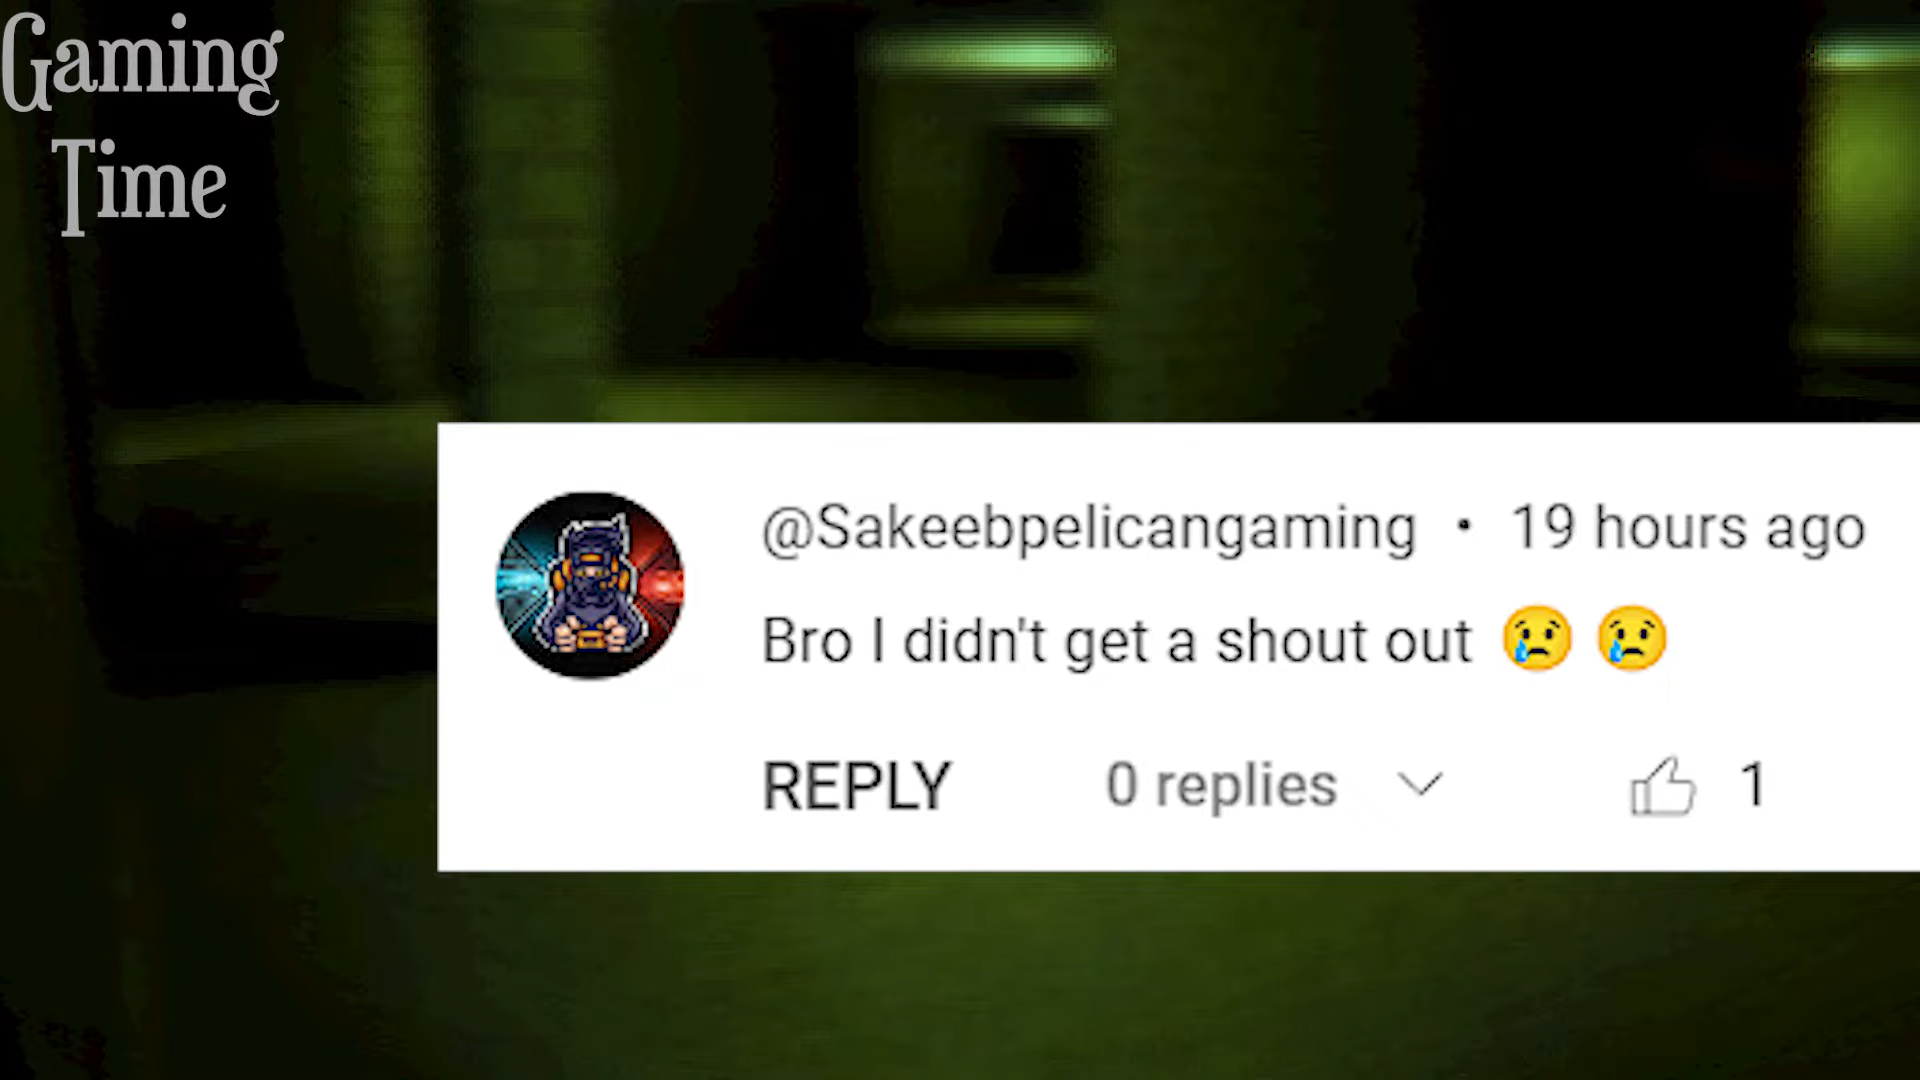 Gaming
Time
@Sakeebpelicangaming • 19 hours ago
Bro I didn't get a shout out 😢 😢
REPLY 0 replies 1